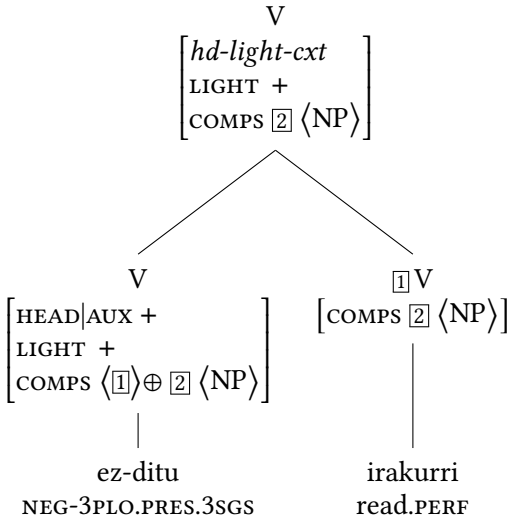 V
[hd-light-cxt
LIGHT +
COMPS [2] ⟨NP⟩]
V
[HEAD|AUX +
LIGHT +
COMPS ⟨[1]⟩⊕ [2] ⟨NP⟩]
[1]V
[COMPS [2] ⟨NP⟩]
ez-ditu
NEG-3PLO.PRES.3SGS
irakurri
read.PERF